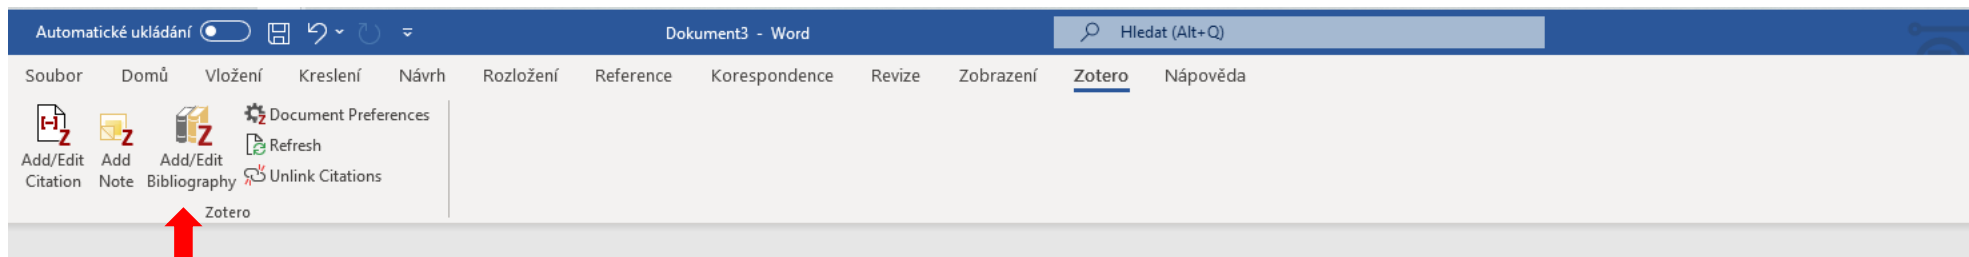 Automatické ukládání Dokument3 - Word Hledat (Alt+Q)
Soubor Domů Vložení Kreslení Návrh Rozložení Reference Korespondence Revize Zobrazení Zotero Nápověda
Add/Edit Citation
Add Note
Add/Edit Bibliography
Document Preferences
Refresh
Unlink Citations
Zotero